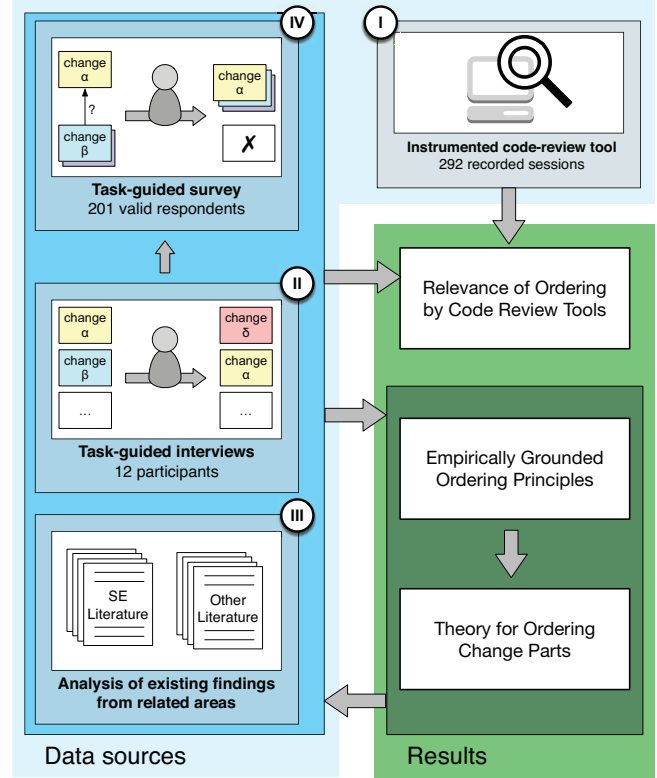 IV
change
α
?
change
β
change
α
✗
Task-guided survey
201 valid respondents
I
Instrumented code-review tool
292 recorded sessions
II
change
α
change
β
...
change
δ
change
α
...
Task-guided interviews
12 participants
III
SE
Literature
Other
Literature
Analysis of existing findings
from related areas
Data sources
Relevance of Ordering
by Code Review Tools
Empirically Grounded
Ordering Principles
Theory for Ordering
Change Parts
Results